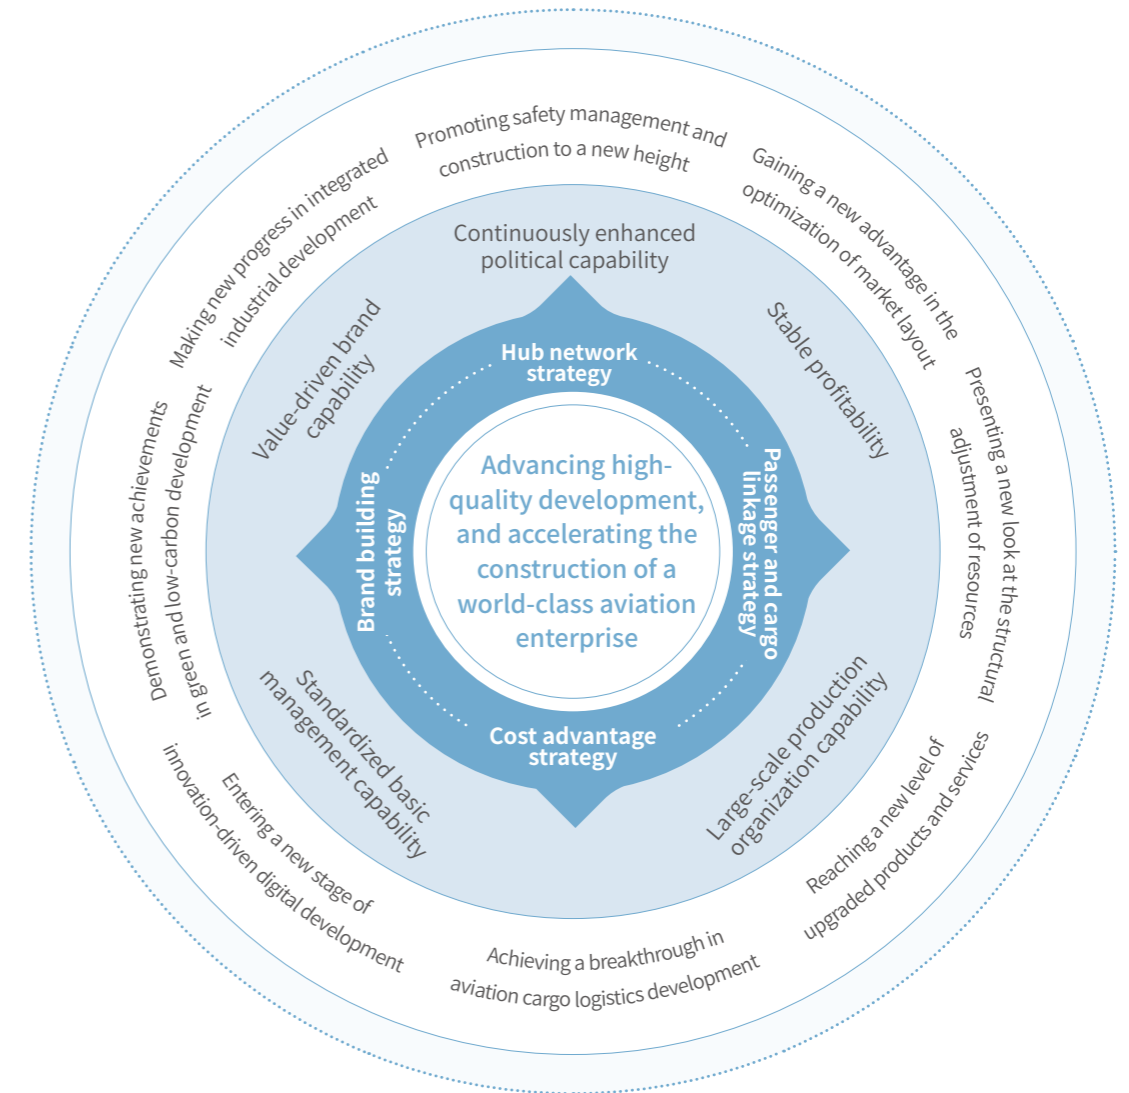 Promoting safety management and
construction to a new height
Gaining a new advantage in the
optimization of market layout
Presenting a new look at the structural
adjustment of resources
Reaching a new level of
upgraded products and services
Achieving a breakthrough in
aviation cargo logistics development
Entering a new stage of
innovation-driven digital development
Demonstrating new achievements
in green and low-carbon development
Making new progress in integrated
industrial development
Continuously enhanced
political capability
Stable profitability
Large-scale production
organization capability
Standardized basic
management capability
Value-driven brand
capability
Hub network
strategy
Passenger and cargo
linkage strategy
Cost advantage
strategy
Brand building
strategy
Advancing high-
quality development,
and accelerating the
construction of a
world-class aviation
enterprise